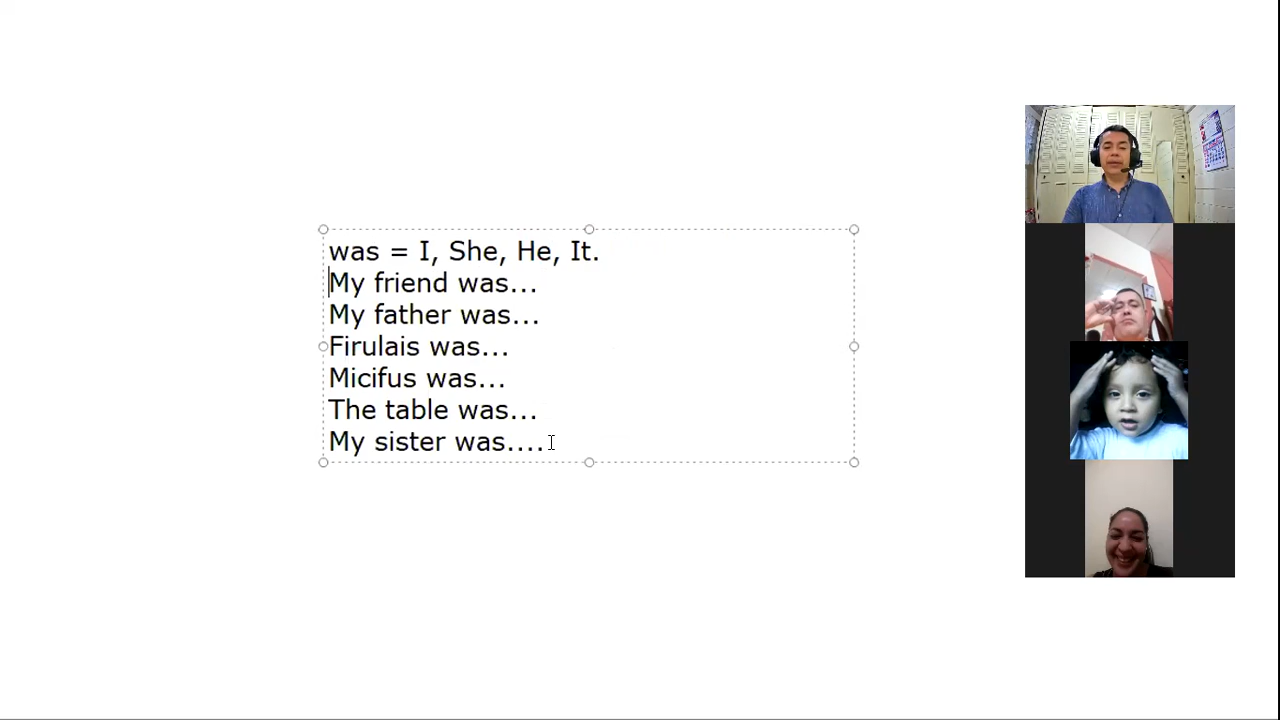 was = I, She, He, It.
My friend was...
My father was...
Firulais was...
Micifus was...
The table was...
My sister was....